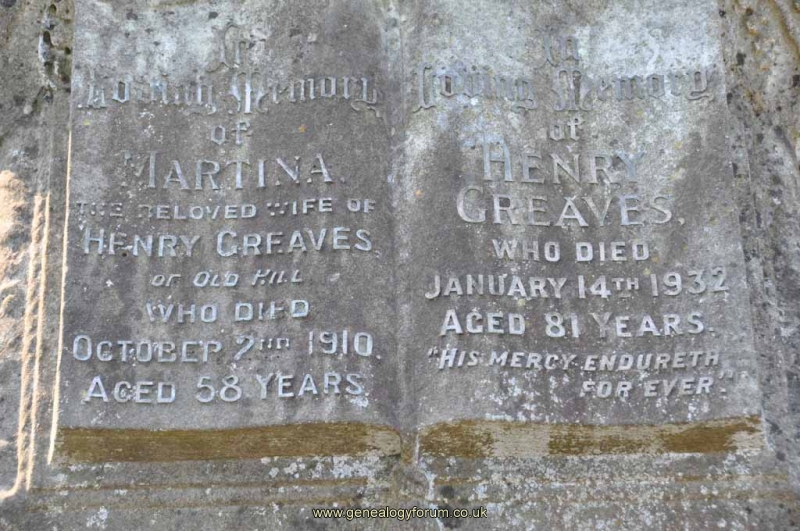 In
Loving Memory
of
MARTINA.
THE BELOVED WIFE OF
HENRY GREAVES.
OF OLD HILL
WHO DIED
OCTOBER 2ND 1910.
AGED 58 YEARS.
In
Loving Memory
of
HENRY
GREAVES,
WHO DIED
JANUARY 14TH 1932
AGED 81 YEARS.
"HIS MERCY ENDURETH
FOR EVER."
www.genealogyforum.co.uk